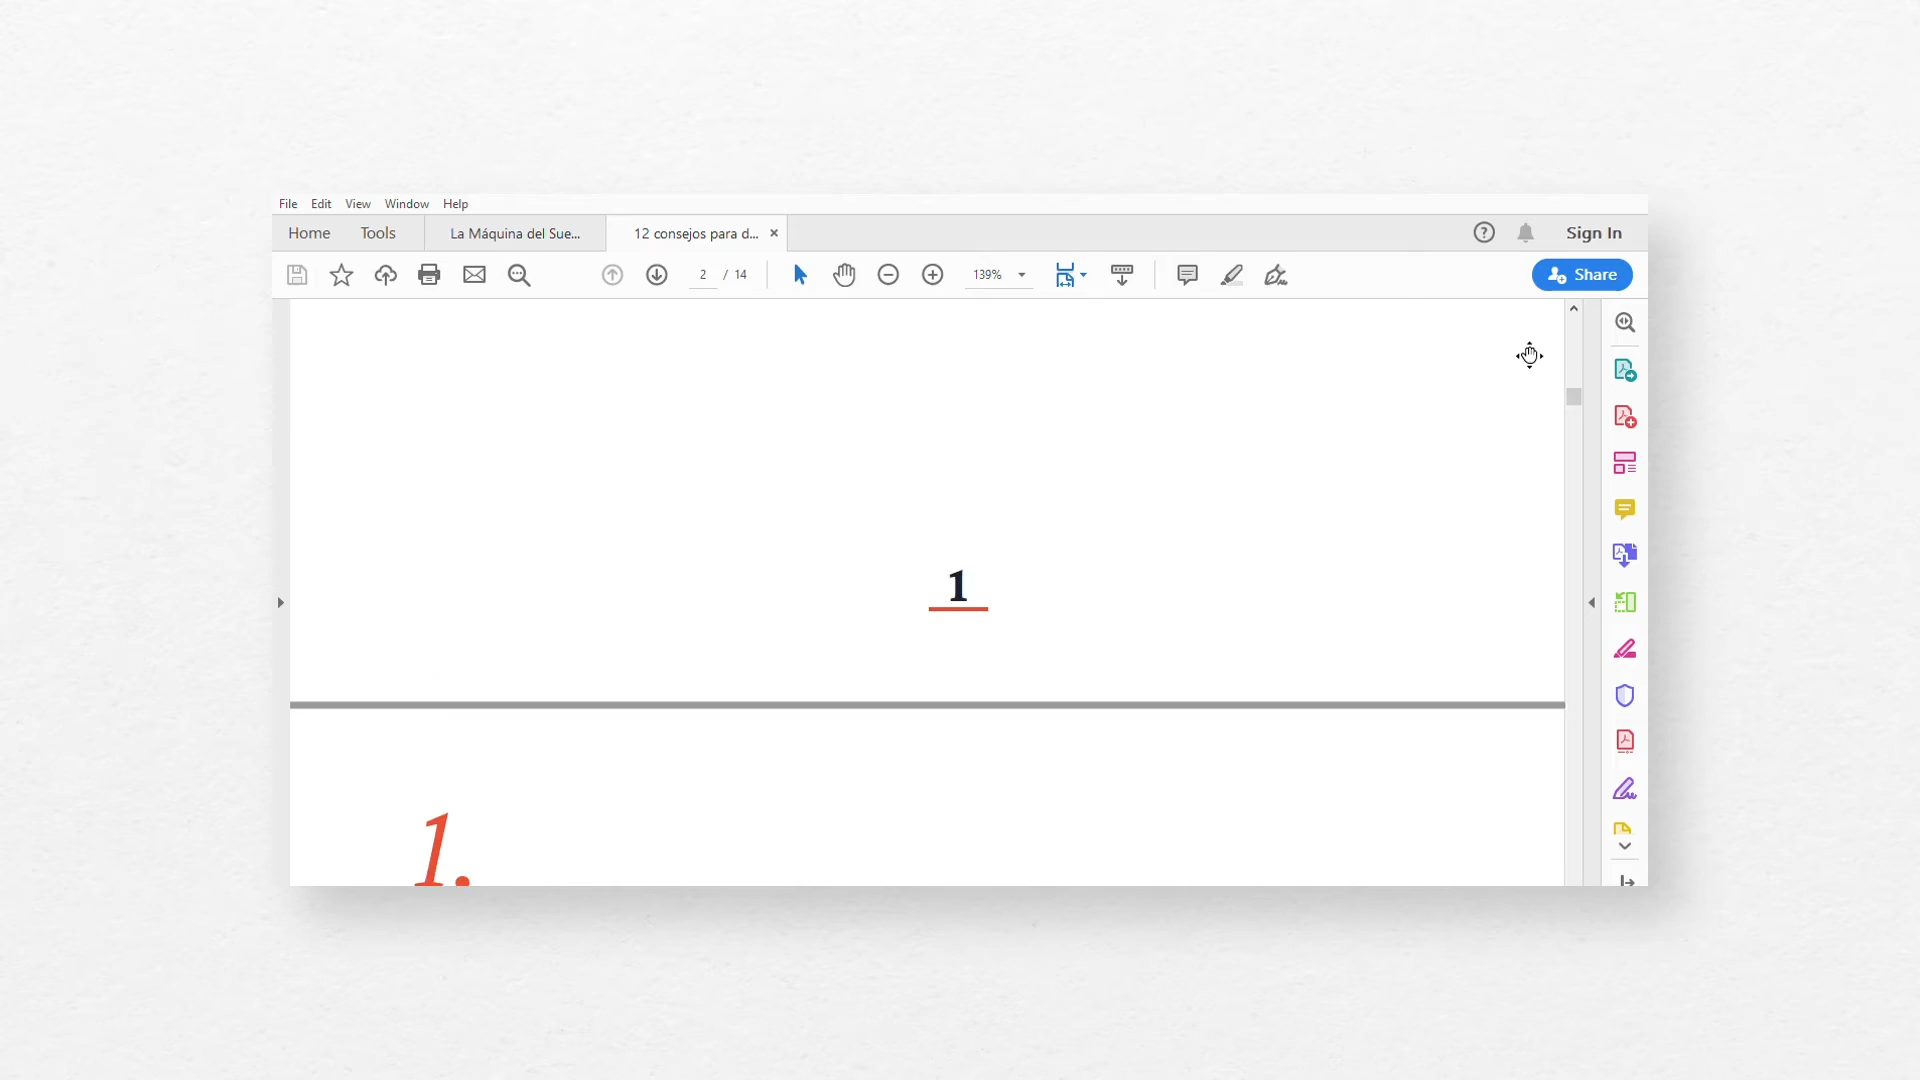 File Edit View Window Help
Home Tools La Máquina del Sue... 12 consejos para d...
Sign In
2 / 14 139% Share
1
1.